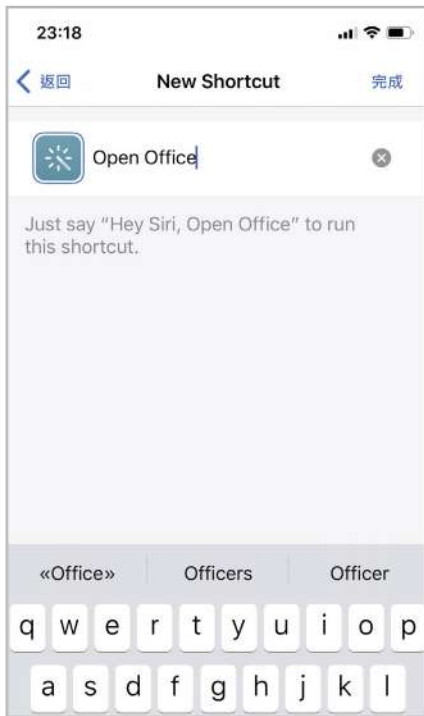 23:18
返回 New Shortcut 完成
Open Office
Just say “Hey Siri, Open Office” to run
this shortcut.
«Office» Officers Officer
q w e r t y u i o p
a s d f g h j k l